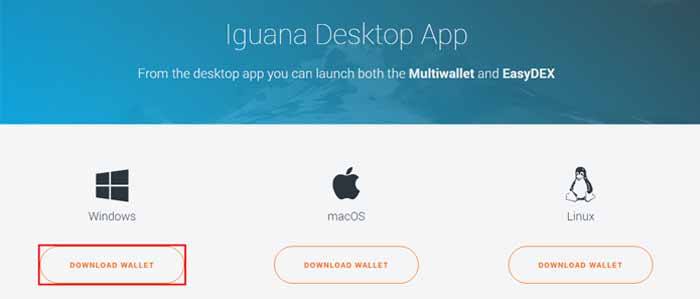 Iguana Desktop App
From the desktop app you can launch both the Multiwallet and EasyDEX
Windows
macOS
Linux
DOWNLOAD WALLET
DOWNLOAD WALLET
DOWNLOAD WALLET